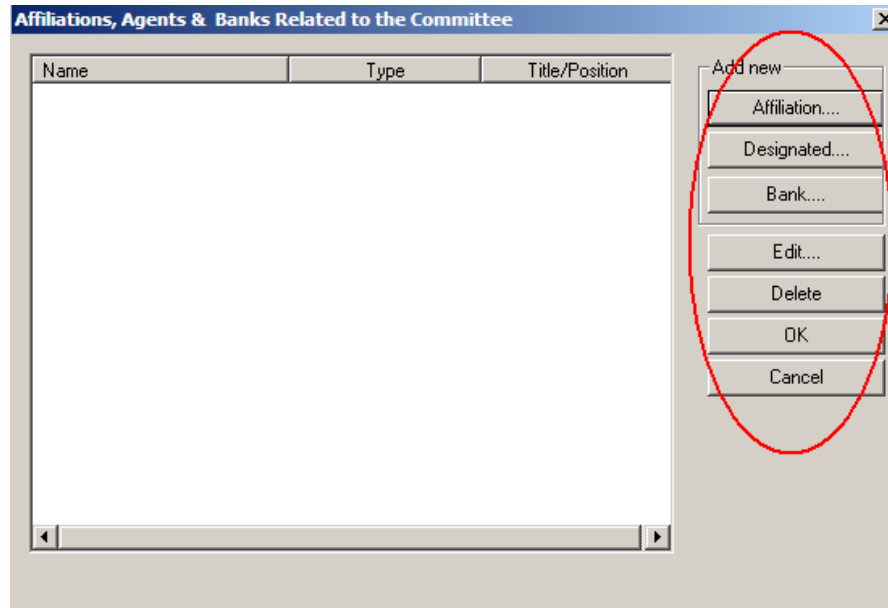 Affiliations, Agents & Banks Related to the Committee
Name Type Title/Position
Add new
Affiliation....
Designated....
Bank....
Edit....
Delete
OK
Cancel